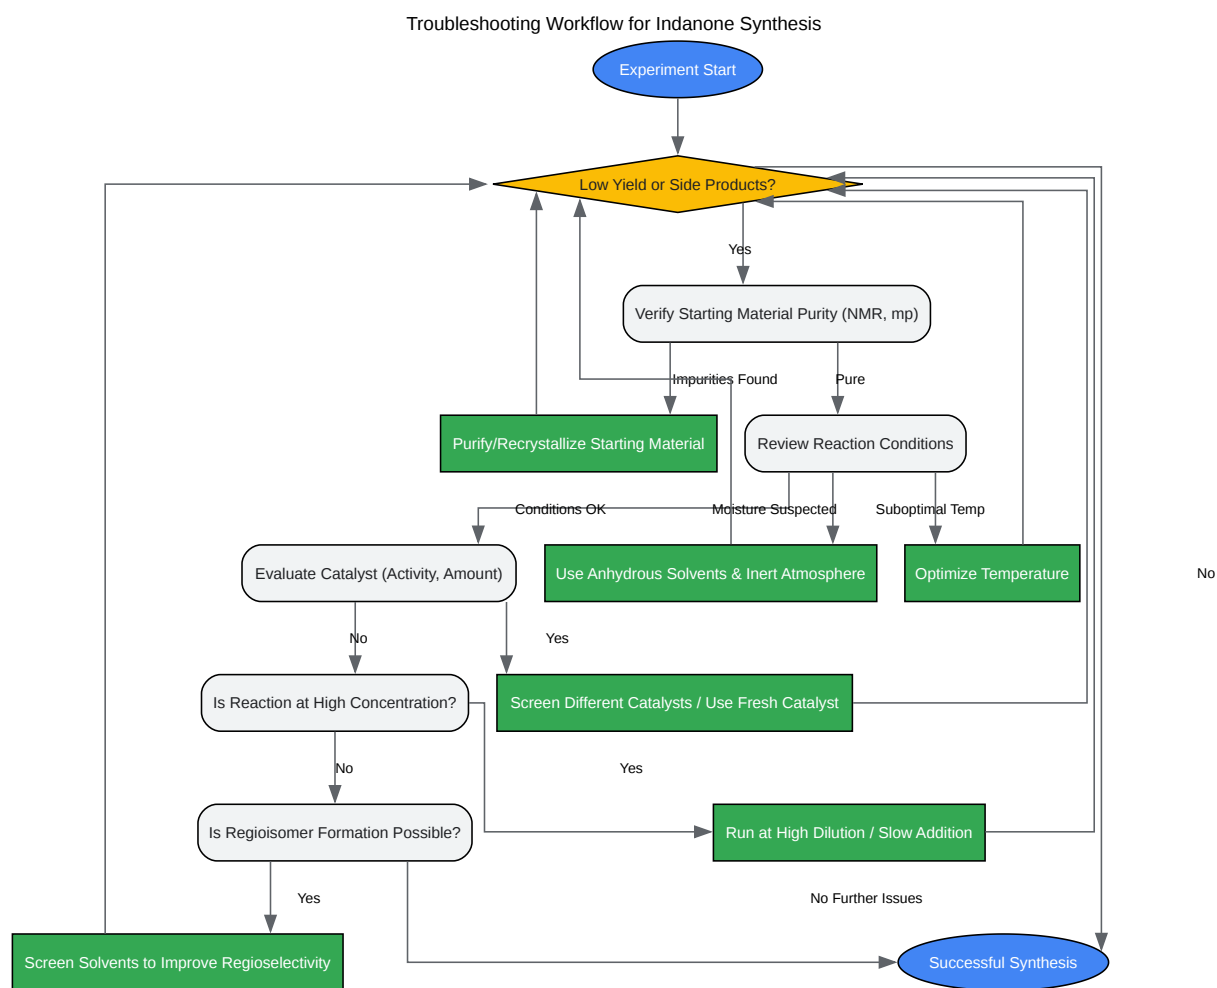 Troubleshooting Workflow for Indanone Synthesis
Experiment Start
Low Yield or Side Products?
Yes
Verify Starting Material Purity (NMR, mp)
Impurities Found
Pure
Purify/Recrystallize Starting Material
Review Reaction Conditions
Conditions OK
Moisture Suspected
Suboptimal Temp
Evaluate Catalyst (Activity, Amount)
Use Anhydrous Solvents & Inert Atmosphere
Optimize Temperature
No
No
Yes
Is Reaction at High Concentration?
Screen Different Catalysts / Use Fresh Catalyst
No
Yes
Is Regioisomer Formation Possible?
Run at High Dilution / Slow Addition
Yes
No Further Issues
Screen Solvents to Improve Regioselectivity
Successful Synthesis